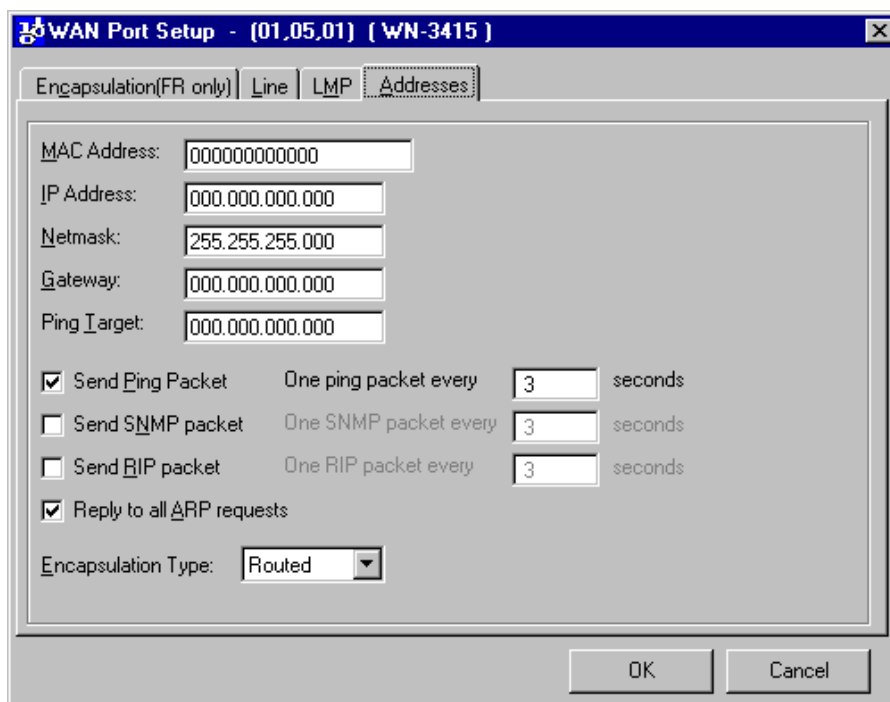 WAN Port Setup - (01,05,01) ( WN-3415 )
Encapsulation(FR only) Line LMP Addresses
MAC Address: 000000000000
IP Address: 000.000.000.000
Netmask: 255.255.255.000
Gateway: 000.000.000.000
Ping Target: 000.000.000.000
Send Ping Packet One ping packet every 3 seconds
Send SNMP packet One SNMP packet every 3 seconds
Send RIP packet One RIP packet every 3 seconds
Reply to all ARP requests
Encapsulation Type: Routed
OK Cancel